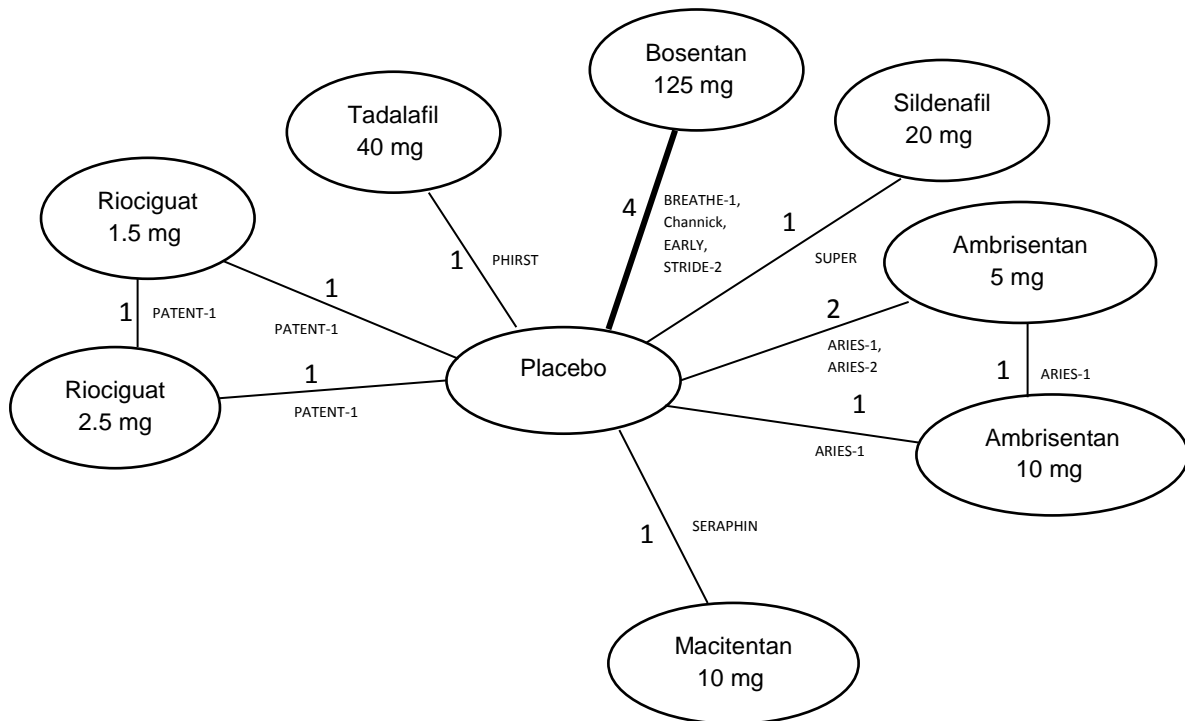 Bosentan
125 mg
Tadalafil
40 mg
Sildenafil
20 mg
Riociguat
1.5 mg
4
BREATHE-1,
Channick,
EARLY,
STRIDE-2
1
SUPER
Ambrisentan
5 mg
1
PHIRST
1
PATENT-1
1
PATENT-1
2
ARIES-1,
ARIES-2
Placebo
1
ARIES-1
Riociguat
2.5 mg
1
PATENT-1
1
ARIES-1
Ambrisentan
10 mg
1
SERAPHIN
Macitentan
10 mg